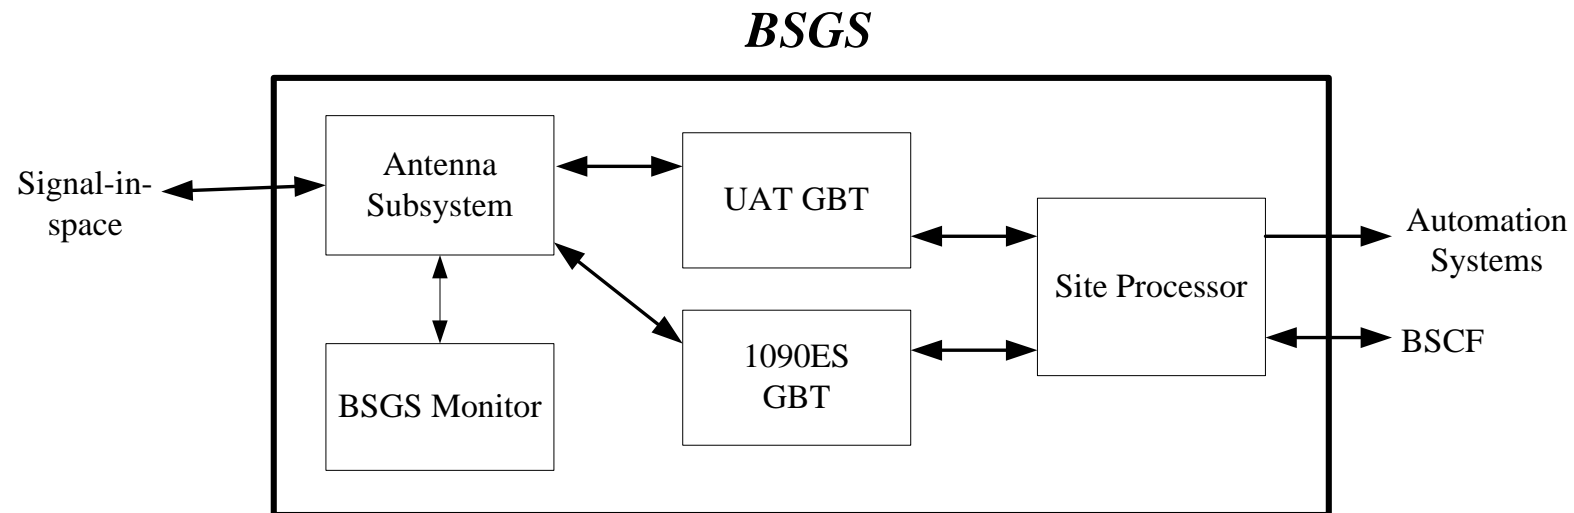 BSGS
Signal-in-
space
Antenna
Subsystem
UAT GBT
Site Processor
Automation
Systems
BSCF
1090ES
GBT
BSGS Monitor